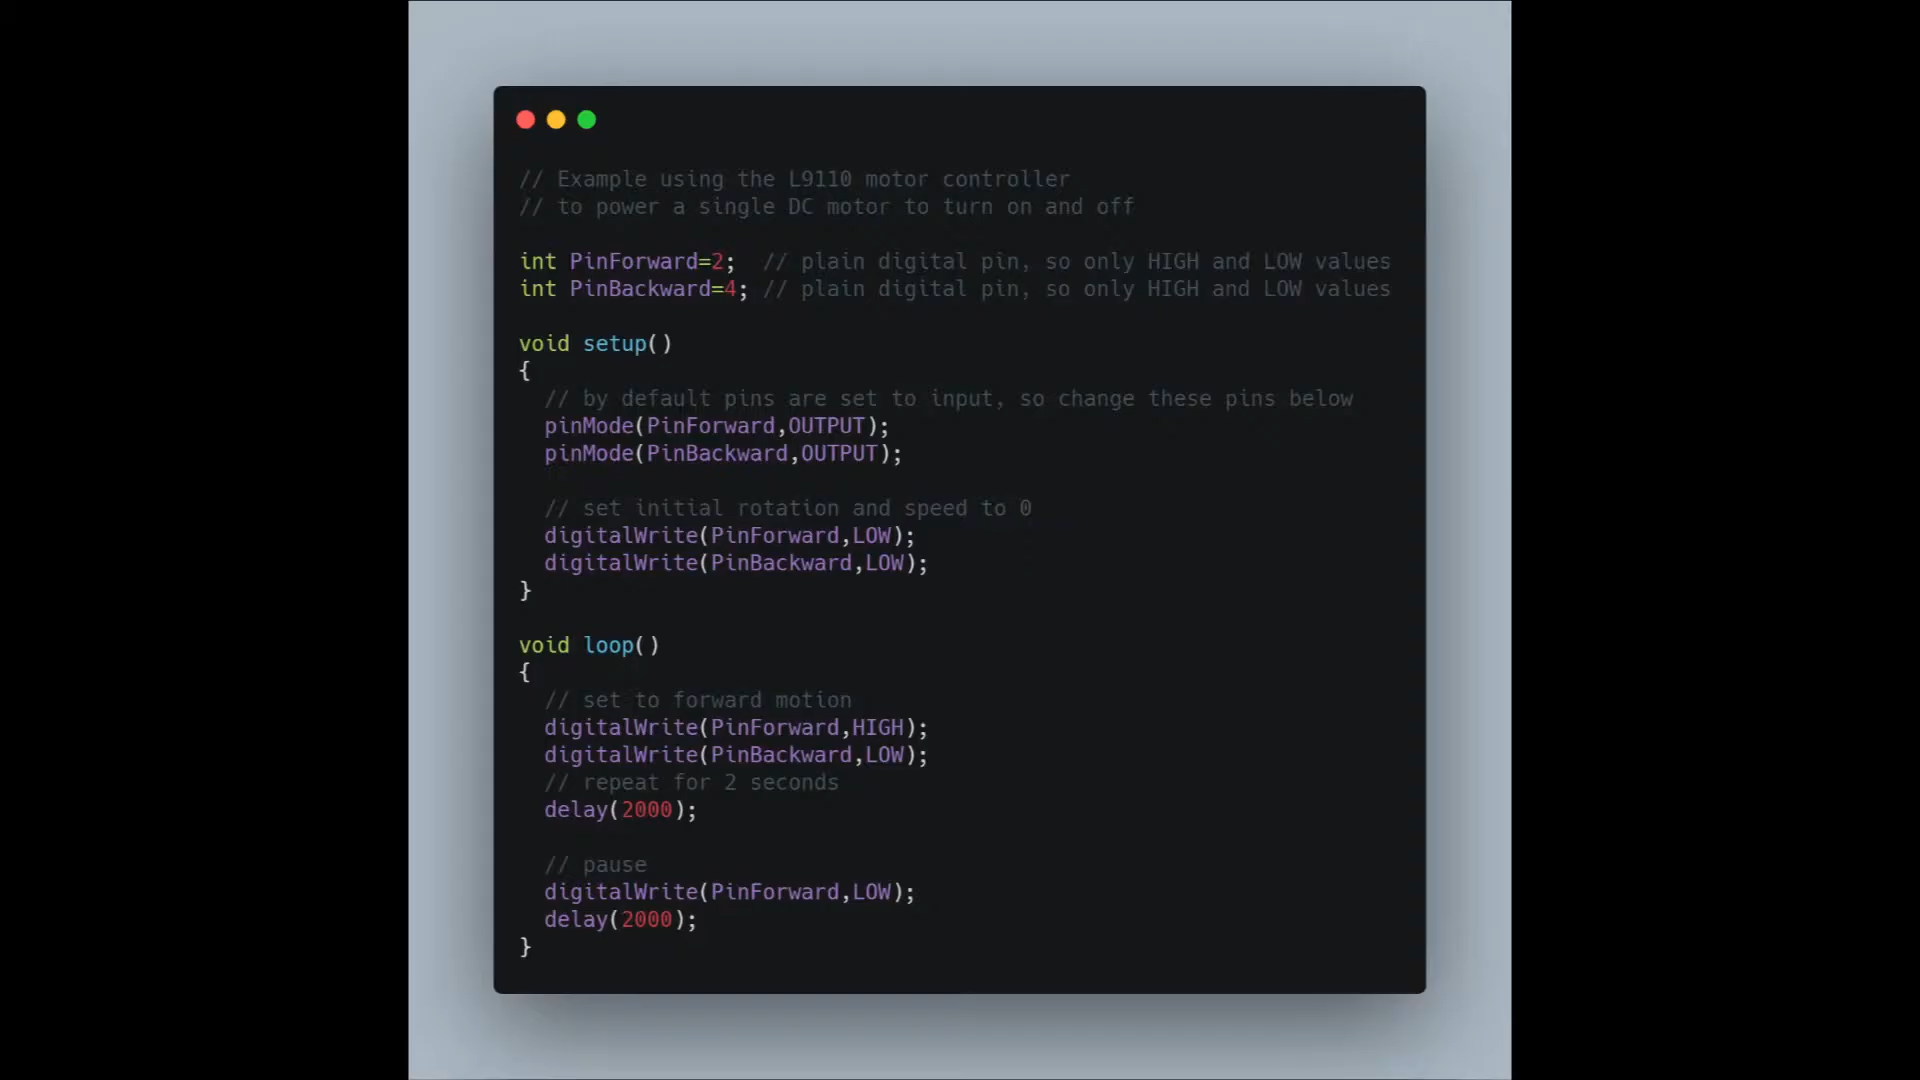 // Example using the L9110 motor controller
// to power a single DC motor to turn on and off
int PinForward=2;  // plain digital pin, so only HIGH and LOW values
int PinBackward=4; // plain digital pin, so only HIGH and LOW values
void setup()
{
  // by default pins are set to input, so change these pins below
  pinMode(PinForward,OUTPUT);
  pinMode(PinBackward,OUTPUT);
  // set initial rotation and speed to 0
  digitalWrite(PinForward,LOW);
  digitalWrite(PinBackward,LOW);
}
void loop()
{
  // set to forward motion
  digitalWrite(PinForward,HIGH);
  digitalWrite(PinBackward,LOW);
  // repeat for 2 seconds
  delay(2000);
  // pause
  digitalWrite(PinForward,LOW);
  delay(2000);
}